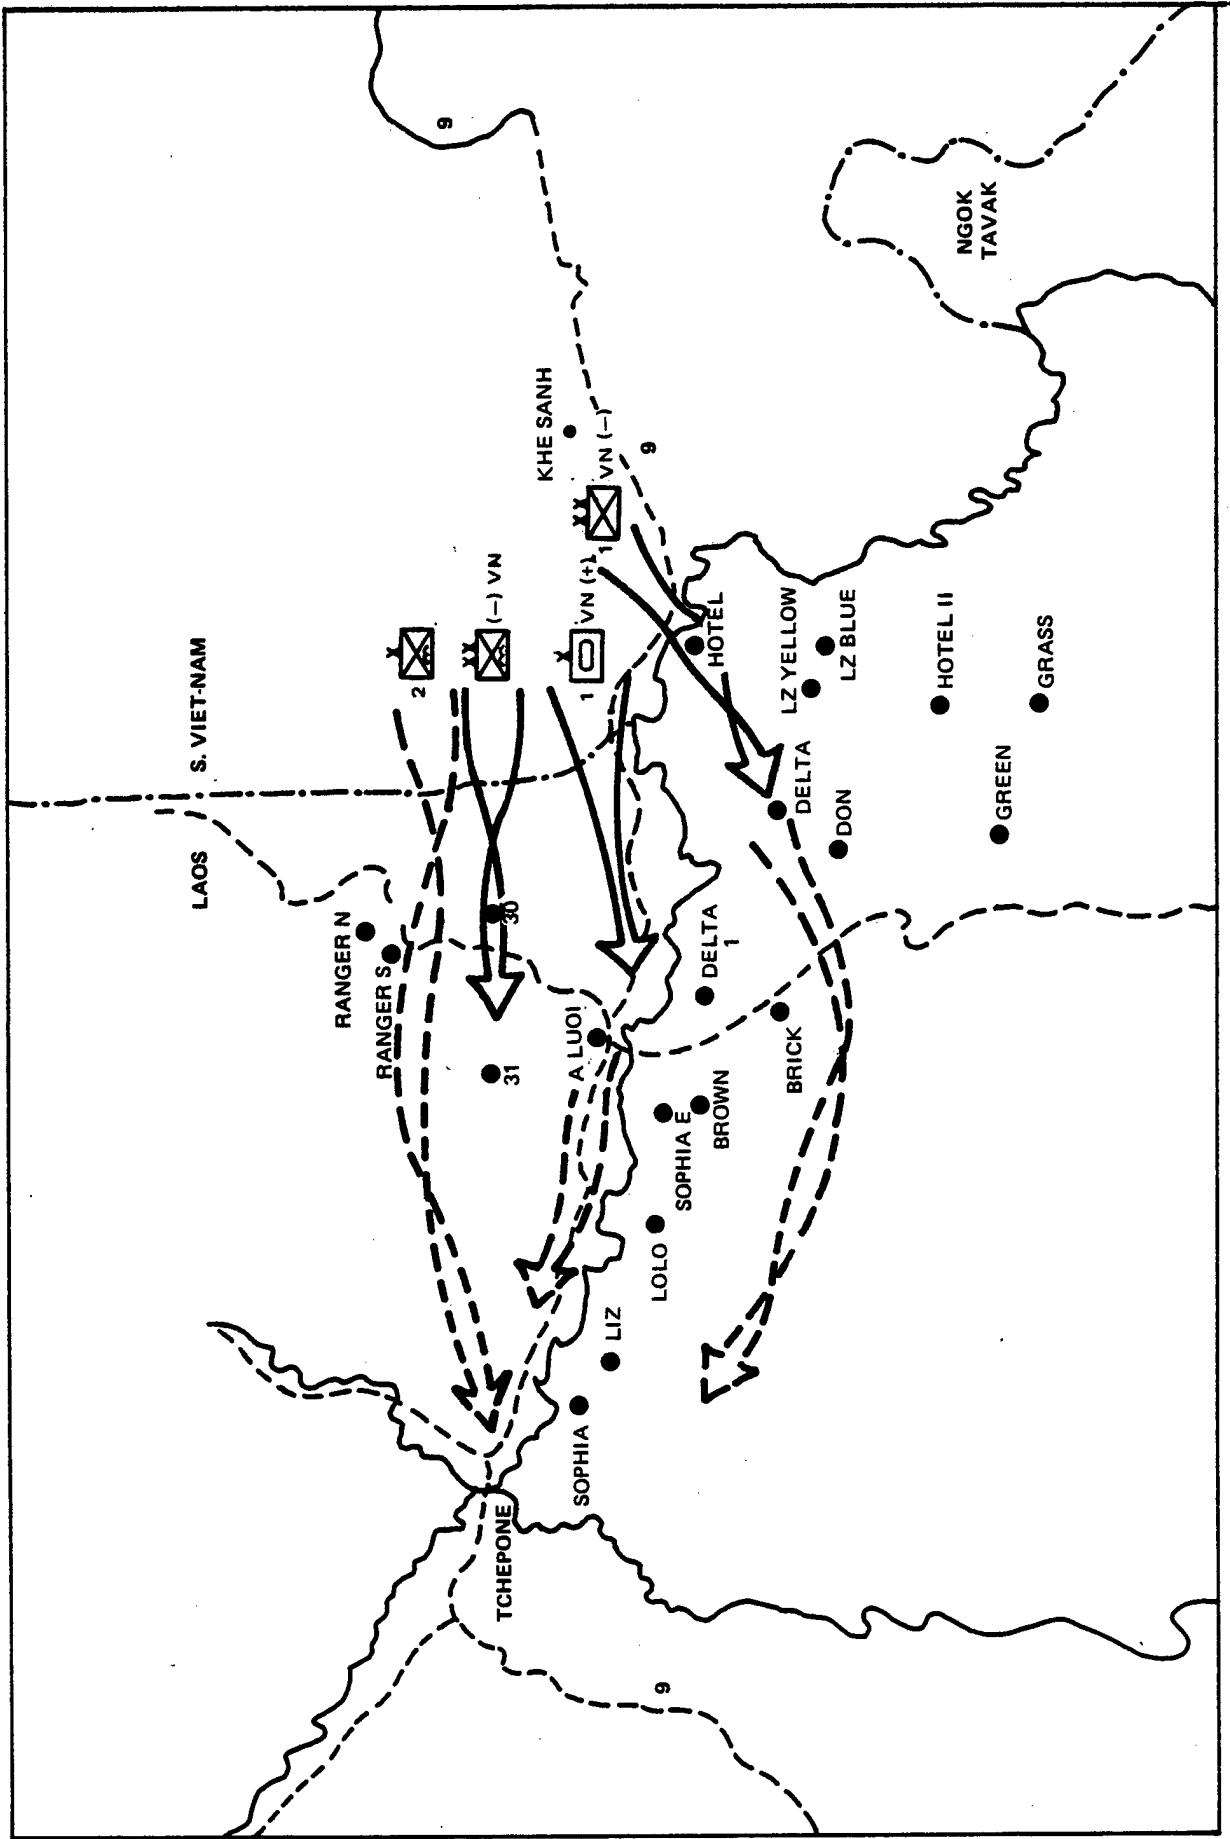 S. VIET-NAM
LAOS
RANGER N
RANGER S
2
XX
(–) VN
X
VN (+)
1
X
XX
1
VN (–)
KHE SANH
9
9
NGOK
TAVAK
30
31
A LUOI
HOTEL
LZ YELLOW
LZ BLUE
HOTEL II
GRASS
DELTA
DON
GREEN
DELTA
1
BRICK
BROWN
SOPHIA E
LOLO
LIZ
SOPHIA
TCHEPONE
9